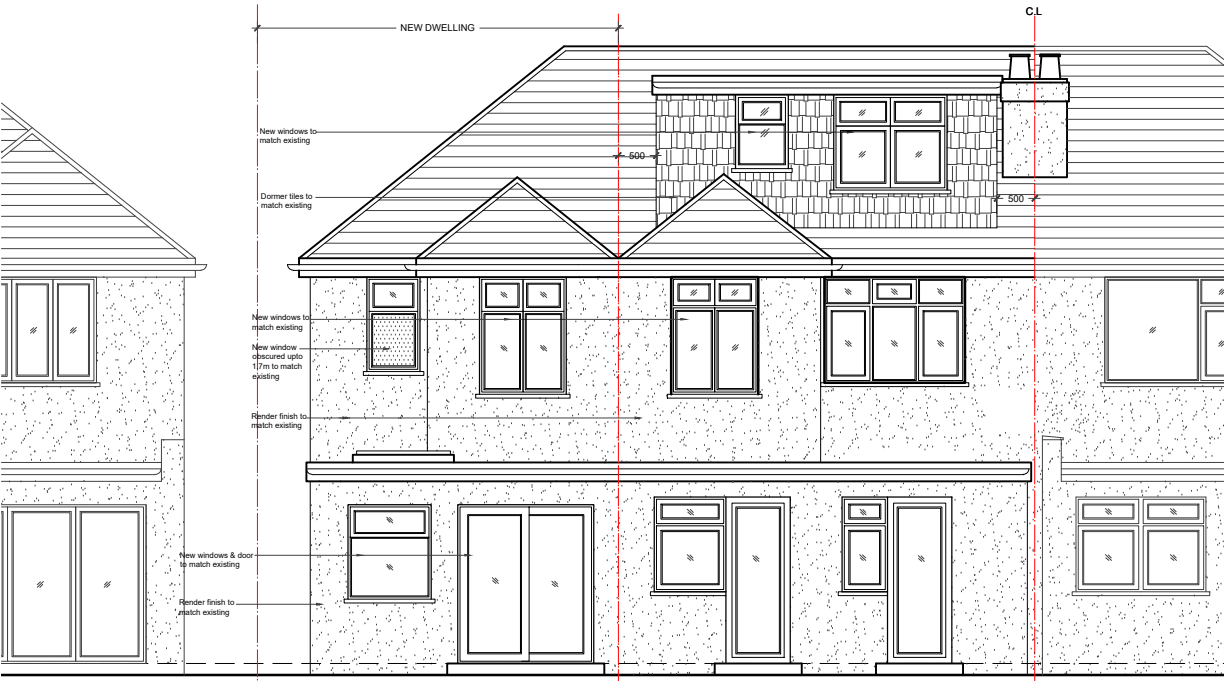 C.L
NEW DWELLING
New windows to
match existing
500
Dormer tiles to
match existing
500
New windows to
match existing
New window
obscured upto
1.7m to match
existing
Render finish to
match existing
New windows & door
to match existing
Render finish to
match existing